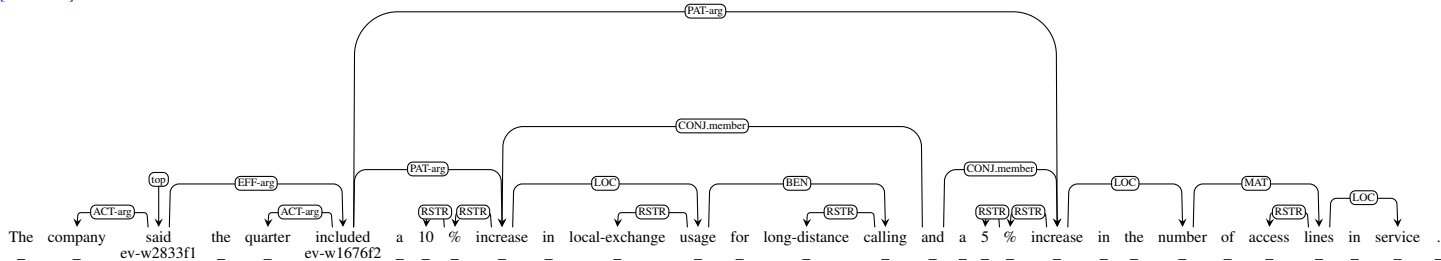 PAT-arg
CONJ.member
PAT-arg CONJ.member
top EFF-arg LOC BEN LOC MAT LOC
ACT-arg ACT-arg RSTR RSTR RSTR RSTR RSTR RSTR RSTR
The company said the quarter included a 10 % increase in local-exchange usage for long-distance calling and a 5 % increase in the number of access lines in service .
_ _ ev-w2833f1 _ _ ev-w1676f2 _ _ _ _ _ _ _ _ _ _ _ _ _ _ _ _ _ _ _ _ _ _ _ _